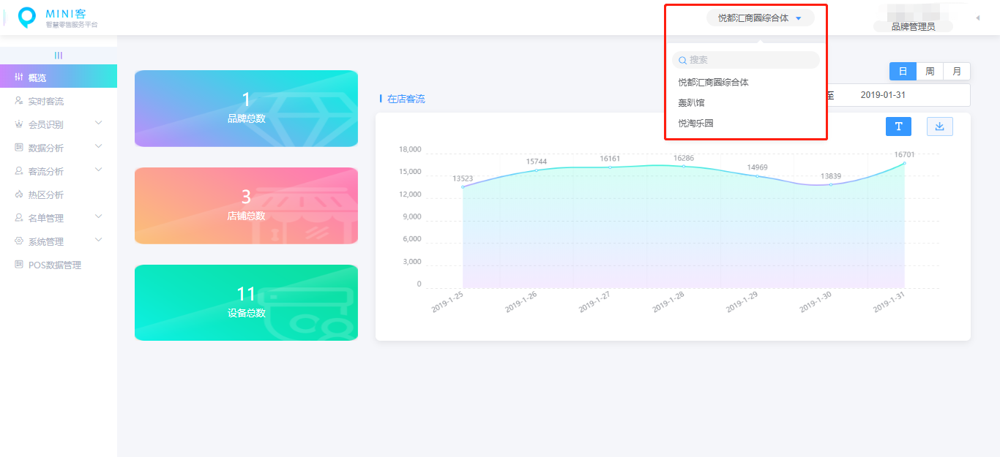 MINI客
智慧零售服务平台
悦都汇商圈综合体
品牌管理员
搜索
悦都汇商圈综合体
轰趴馆
悦淘乐园
概览
实时客流
会员识别
数据分析
客流分析
热区分析
名单管理
系统管理
POS数据管理
1
品牌总数
3
店铺总数
11
设备总数
在店客流
日 周 月
至 2019-01-31
T
18,000
15,000
12,000
9,000
6,000
3,000
0
13523
15744
16161
16286
14969
13839
16701
2019-1-25
2019-1-26
2019-1-27
2019-1-28
2019-1-29
2019-1-30
2019-1-31